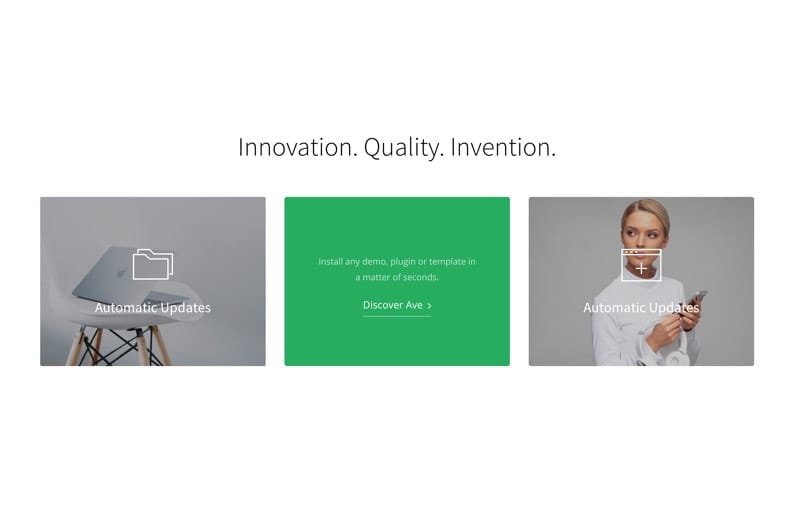 Innovation. Quality. Invention.
Automatic Updates
Install any demo, plugin or template in
a matter of seconds.
Discover Ave
Automatic Updates